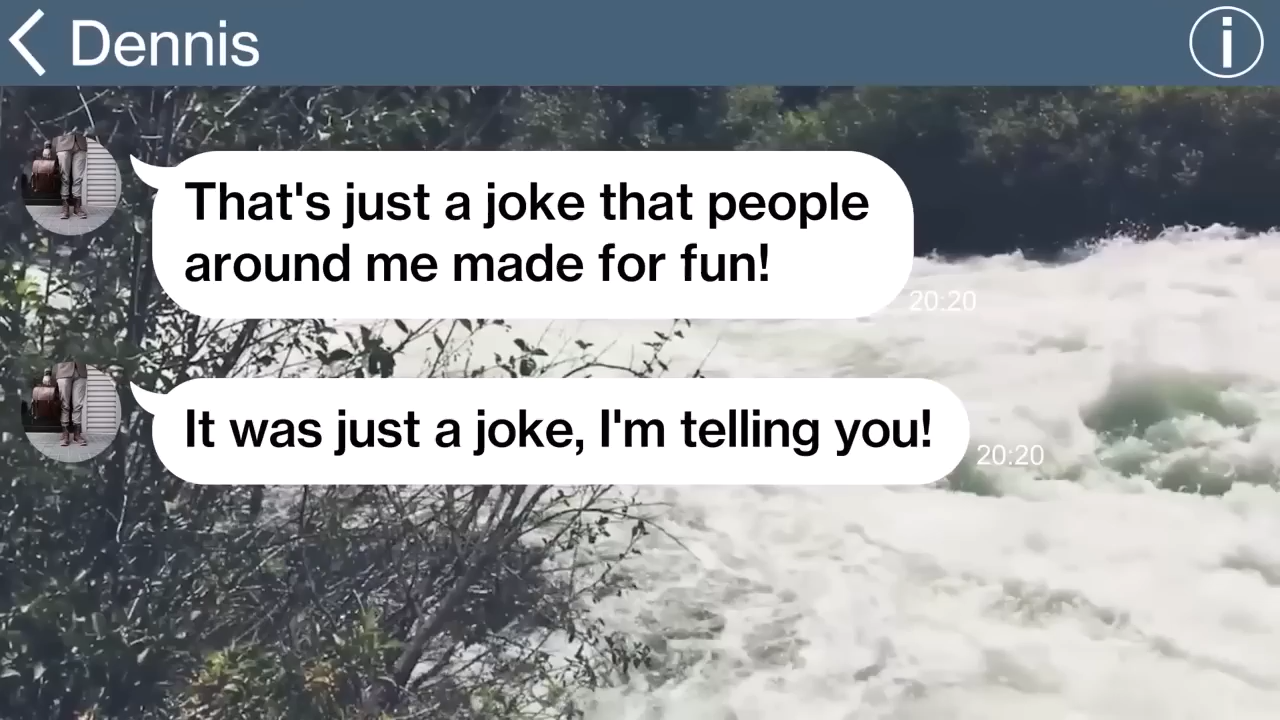 Dennis
That's just a joke that people
around me made for fun!
20:20
It was just a joke, I'm telling you!
20:20